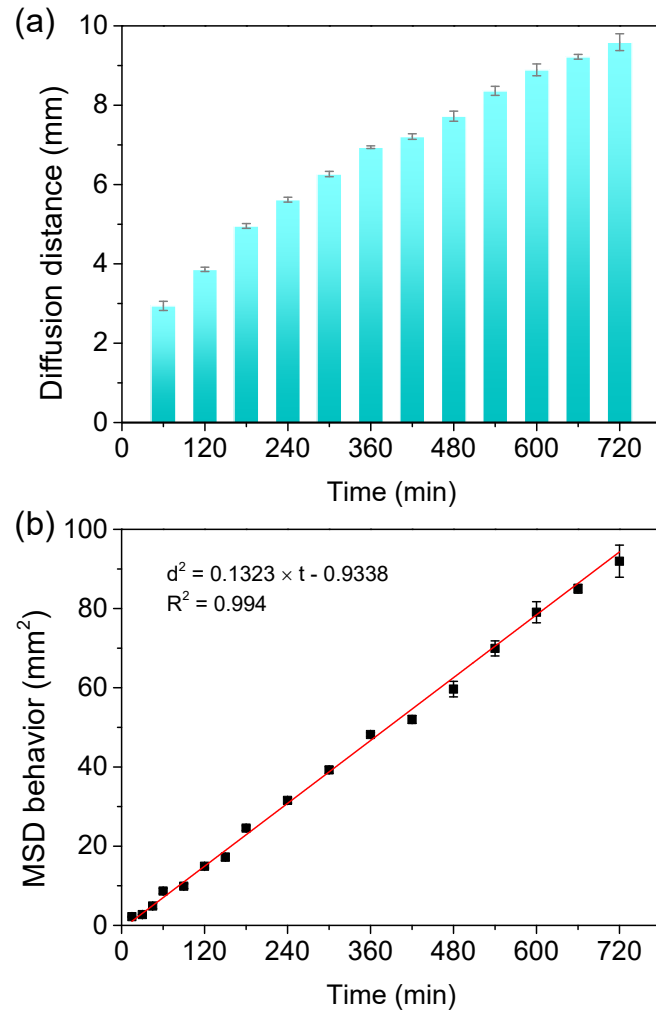 (a)
10
8
6
4
2
0
Diffusion distance (mm)
0 120 240 360 480 600 720
Time (min)
(b)
100
80
60
40
20
0
MSD behavior (mm²)
d² = 0.1323 × t - 0.9338
R² = 0.994
0 120 240 360 480 600 720
Time (min)